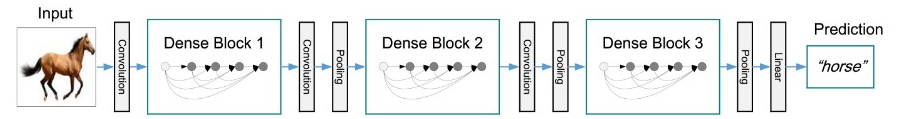 Input
Convolution
Dense Block 1
Convolution
Pooling
Dense Block 2
Convolution
Pooling
Dense Block 3
Pooling
Linear
Prediction
“horse”